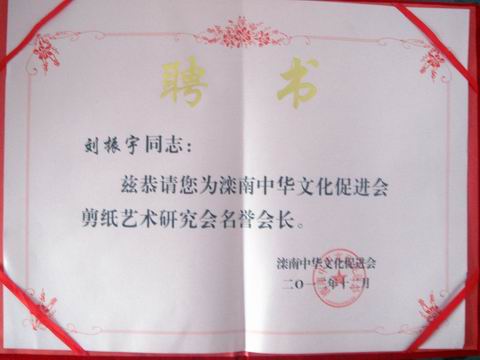 聘书
刘振宇同志：
兹恭请您为滦南中华文化促进会
剪纸艺术研究会名誉会长。
滦南中华文化促进会
二〇一二年十二月